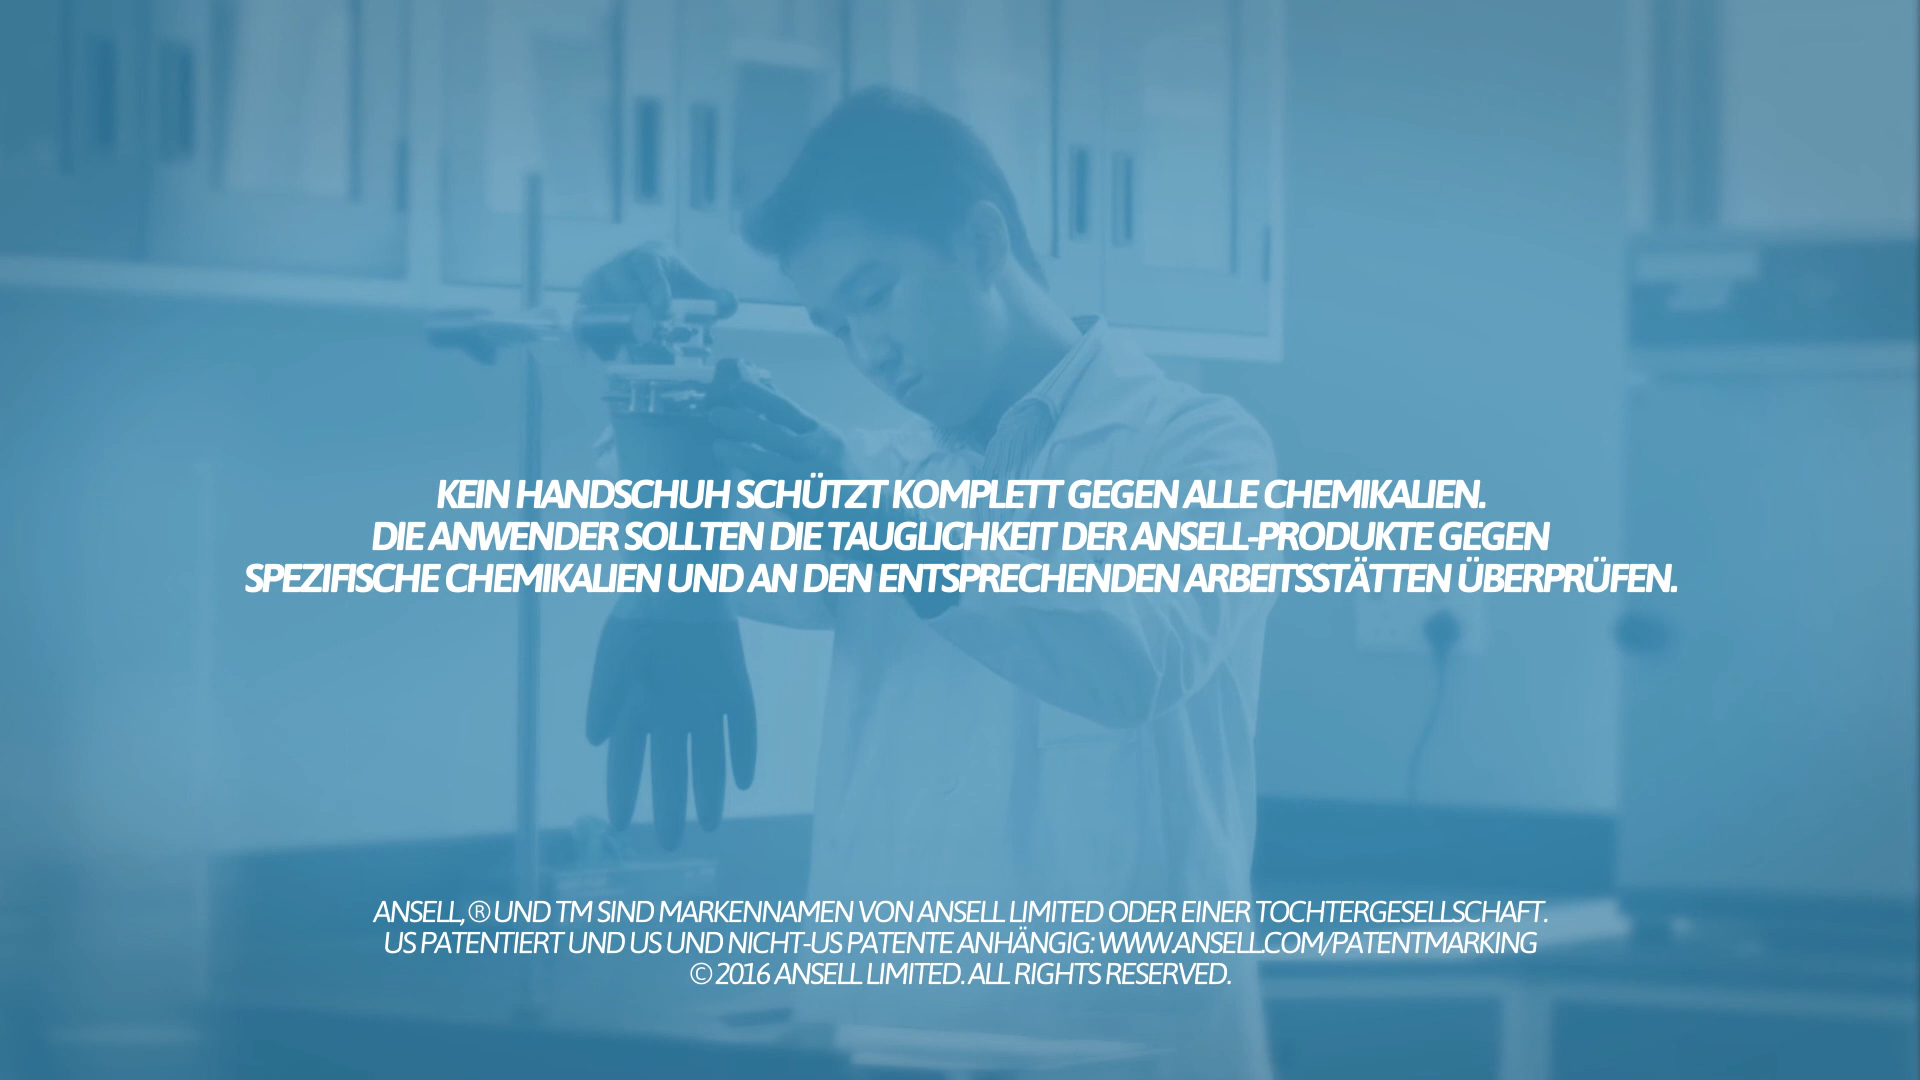 KEIN HANDSCHUH SCHÜTZT KOMPLETT GEGEN ALLE CHEMIKALIEN.
DIE ANWENDER SOLLTEN DIE TAUGLICHKEIT DER ANSELL-PRODUKTE GEGEN
SPEZIFISCHE CHEMIKALIEN UND AN DEN ENTSPRECHENDEN ARBEITSSTÄTTEN ÜBERPRÜFEN.
ANSELL, ® UND TM SIND MARKENNAMEN VON ANSELL LIMITED ODER EINER TOCHTERGESELLSCHAFT.
US PATENTIERT UND US UND NICHT-US PATENTE ANHÄNGIG: WWW.ANSELL.COM/PATENTMARKING
© 2016 ANSELL LIMITED. ALL RIGHTS RESERVED.